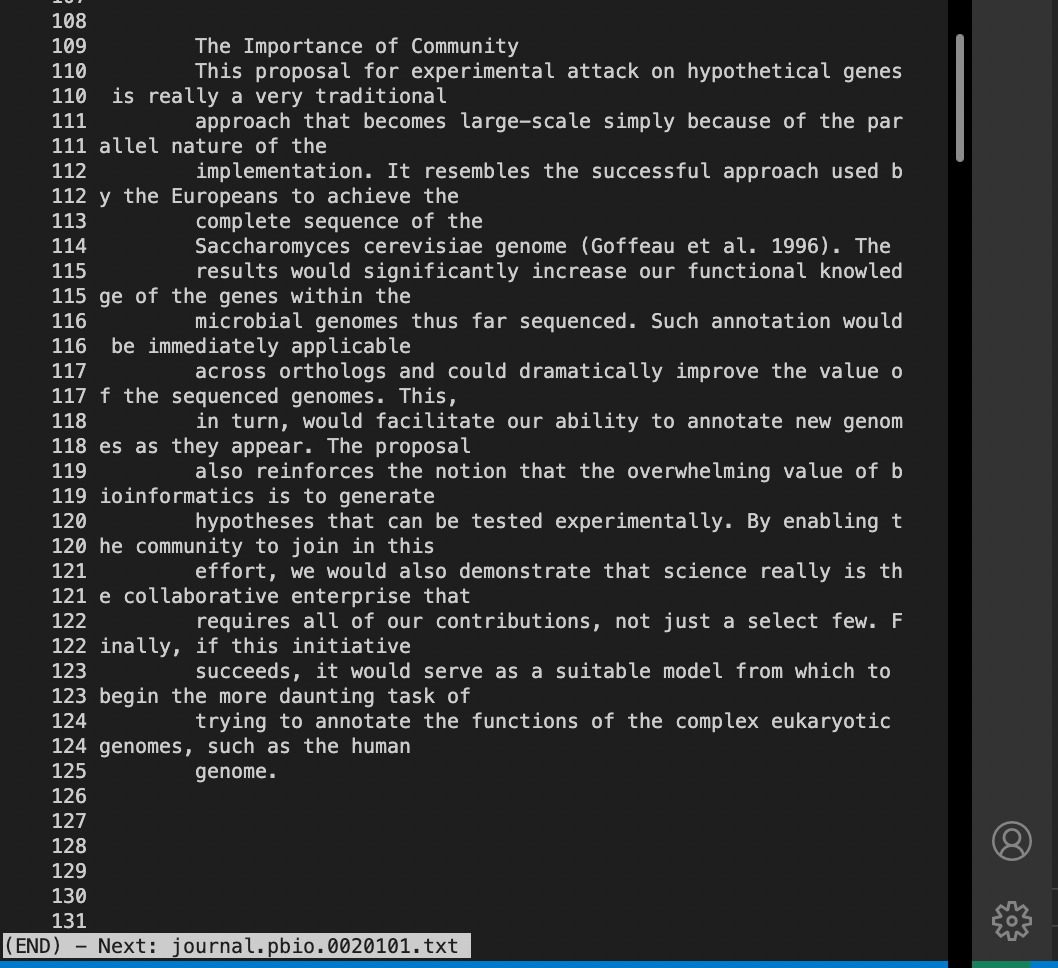 108
109         The Importance of Community
110         This proposal for experimental attack on hypothetical genes
110  is really a very traditional
111         approach that becomes large-scale simply because of the par
111 allel nature of the
112         implementation. It resembles the successful approach used b
112 y the Europeans to achieve the
113         complete sequence of the
114         Saccharomyces cerevisiae genome (Goffeau et al. 1996). The
115         results would significantly increase our functional knowled
115 ge of the genes within the
116         microbial genomes thus far sequenced. Such annotation would
116  be immediately applicable
117         across orthologs and could dramatically improve the value o
117 f the sequenced genomes. This,
118         in turn, would facilitate our ability to annotate new genom
118 es as they appear. The proposal
119         also reinforces the notion that the overwhelming value of b
119 ioinformatics is to generate
120         hypotheses that can be tested experimentally. By enabling t
120 he community to join in this
121         effort, we would also demonstrate that science really is th
121 e collaborative enterprise that
122         requires all of our contributions, not just a select few. F
122 inally, if this initiative
123         succeeds, it would serve as a suitable model from which to
123 begin the more daunting task of
124         trying to annotate the functions of the complex eukaryotic
124 genomes, such as the human
125         genome.
126
127
128
129
130
131
(END) - Next: journal.pbio.0020101.txt